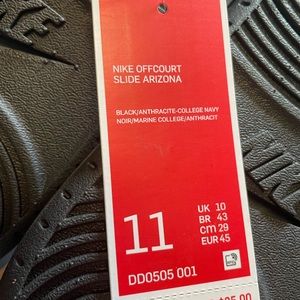 NIKE OFFCOURT
SLIDE ARIZONA
BLACK/ANTHRACITE-COLLEGE NAVY
NOIR/MARINE COLLEGE/ANTHRACIT
11
UK 10
BR 43
CM 29
EUR 45
DD0505 001